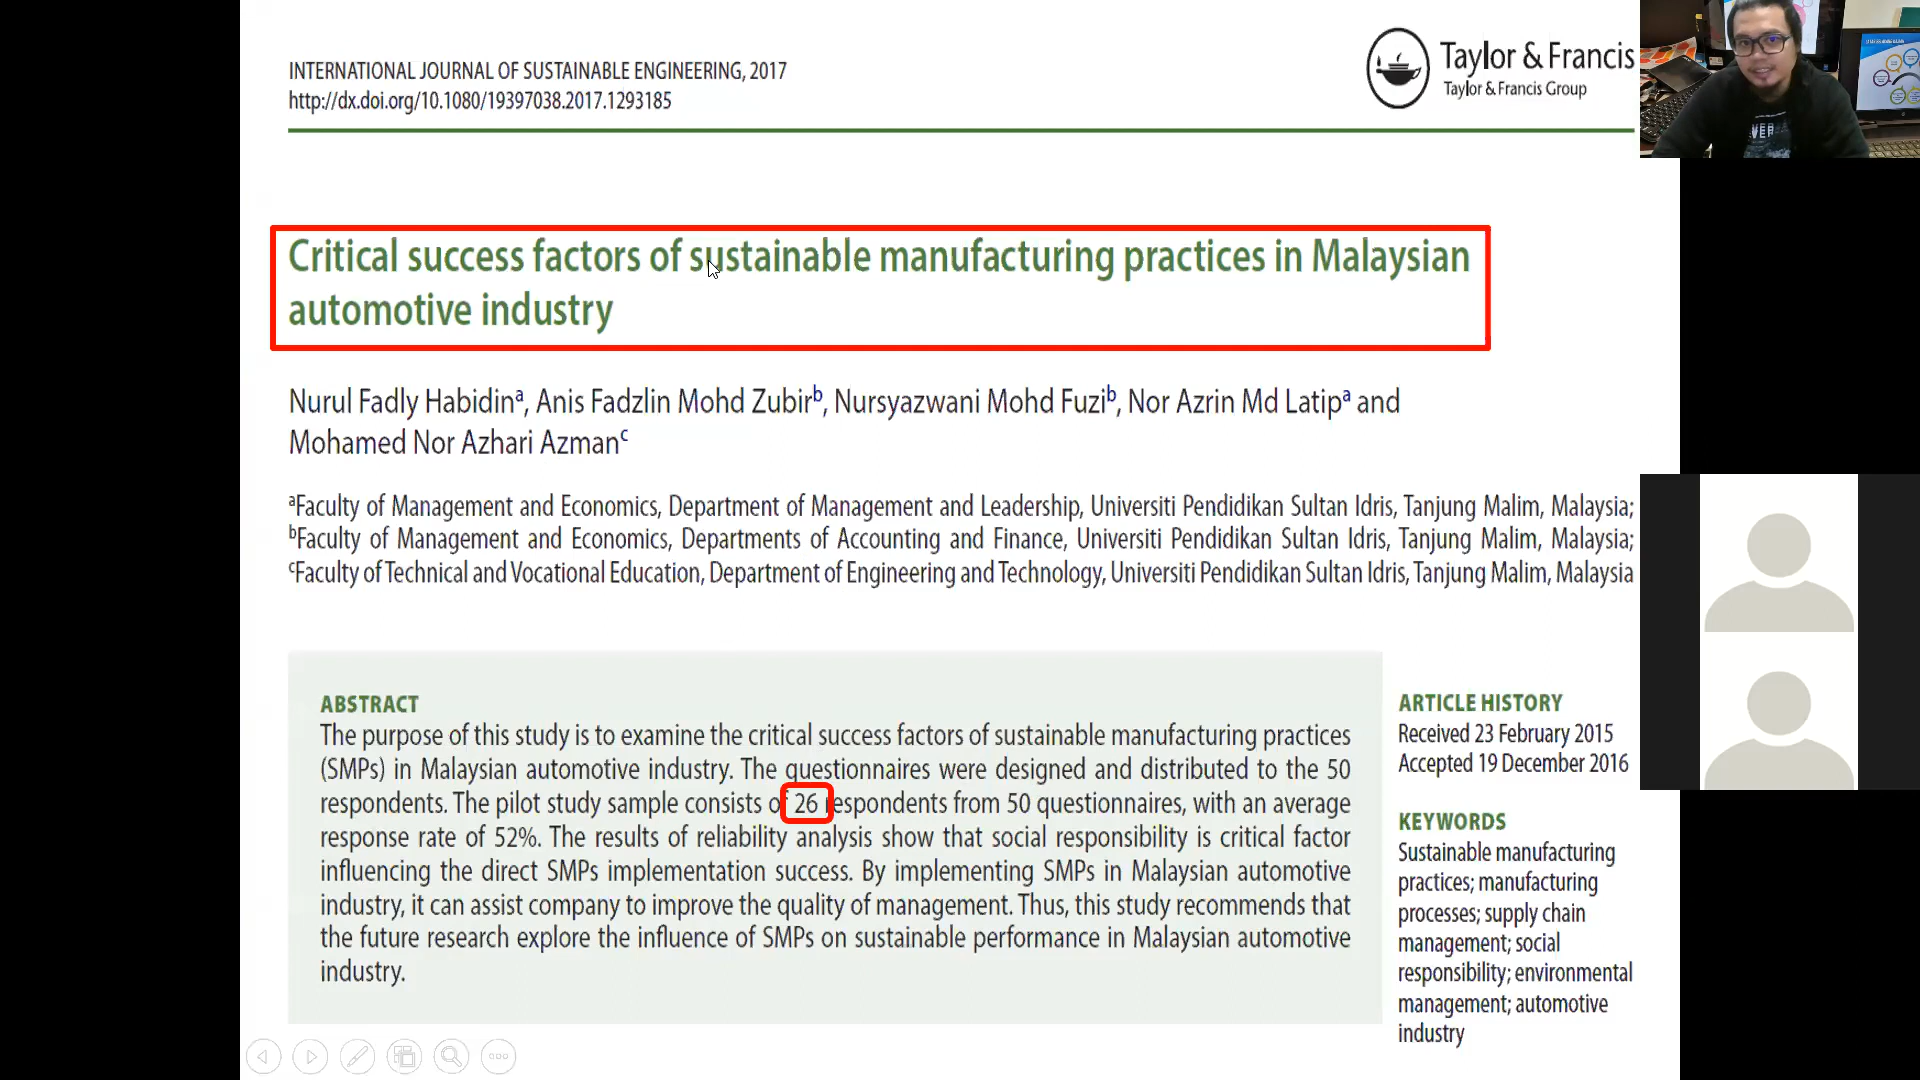 INTERNATIONAL JOURNAL OF SUSTAINABLE ENGINEERING, 2017
http://dx.doi.org/10.1080/19397038.2017.1293185
Taylor & Francis
Taylor & Francis Group
Critical success factors of sustainable manufacturing practices in Malaysian
automotive industry
Nurul Fadly Habidinᵃ, Anis Fadzlin Mohd Zubirᵇ, Nursyazwani Mohd Fuziᵇ, Nor Azrin Md Latipᵃ and
Mohamed Nor Azhari Azmanᶜ
ᵃFaculty of Management and Economics, Department of Management and Leadership, Universiti Pendidikan Sultan Idris, Tanjung Malim, Malaysia;
ᵇFaculty of Management and Economics, Departments of Accounting and Finance, Universiti Pendidikan Sultan Idris, Tanjung Malim, Malaysia;
ᶜFaculty of Technical and Vocational Education, Department of Engineering and Technology, Universiti Pendidikan Sultan Idris, Tanjung Malim, Malaysia
ABSTRACT
The purpose of this study is to examine the critical success factors of sustainable manufacturing practices
(SMPs) in Malaysian automotive industry. The questionnaires were designed and distributed to the 50
respondents. The pilot study sample consists of 26 respondents from 50 questionnaires, with an average
response rate of 52%. The results of reliability analysis show that social responsibility is critical factor
influencing the direct SMPs implementation success. By implementing SMPs in Malaysian automotive
industry, it can assist company to improve the quality of management. Thus, this study recommends that
the future research explore the influence of SMPs on sustainable performance in Malaysian automotive
industry.
ARTICLE HISTORY
Received 23 February 2015
Accepted 19 December 2016
KEYWORDS
Sustainable manufacturing
practices; manufacturing
processes; supply chain
management; social
responsibility; environmental
management; automotive
industry